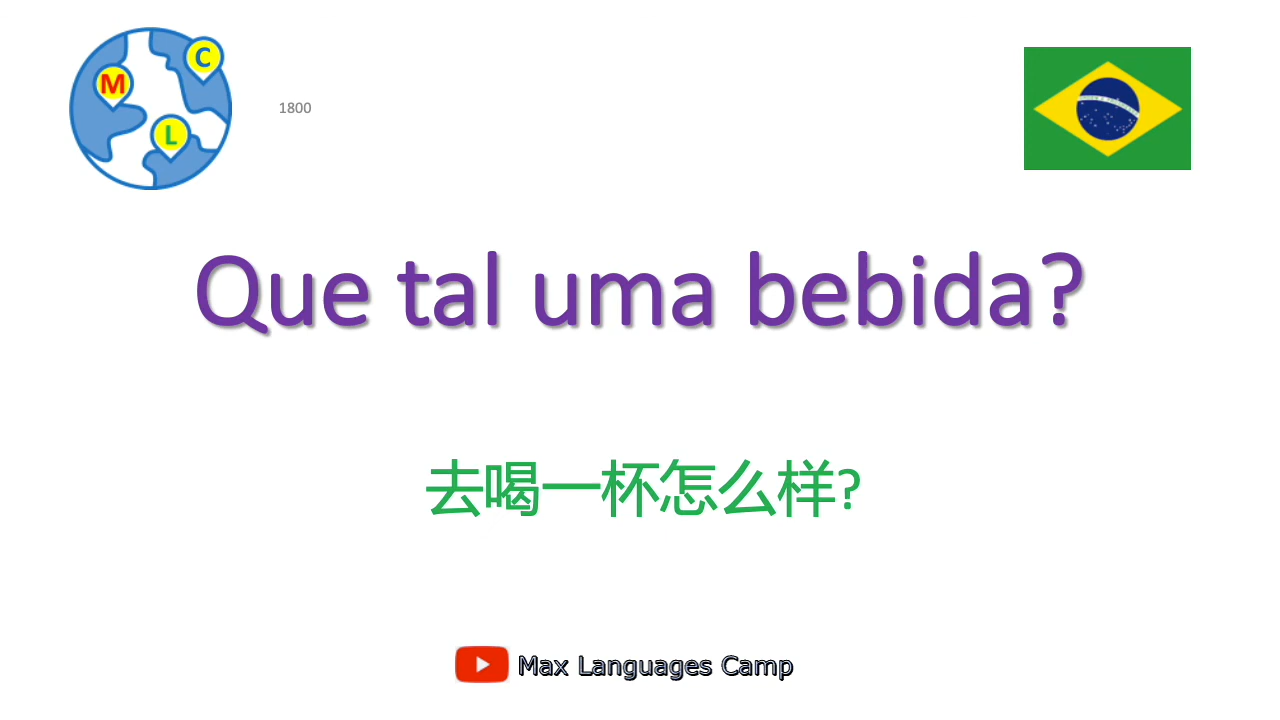 M
C
L
1800
Que tal uma bebida?
去喝一杯怎么样?
Max Languages Camp